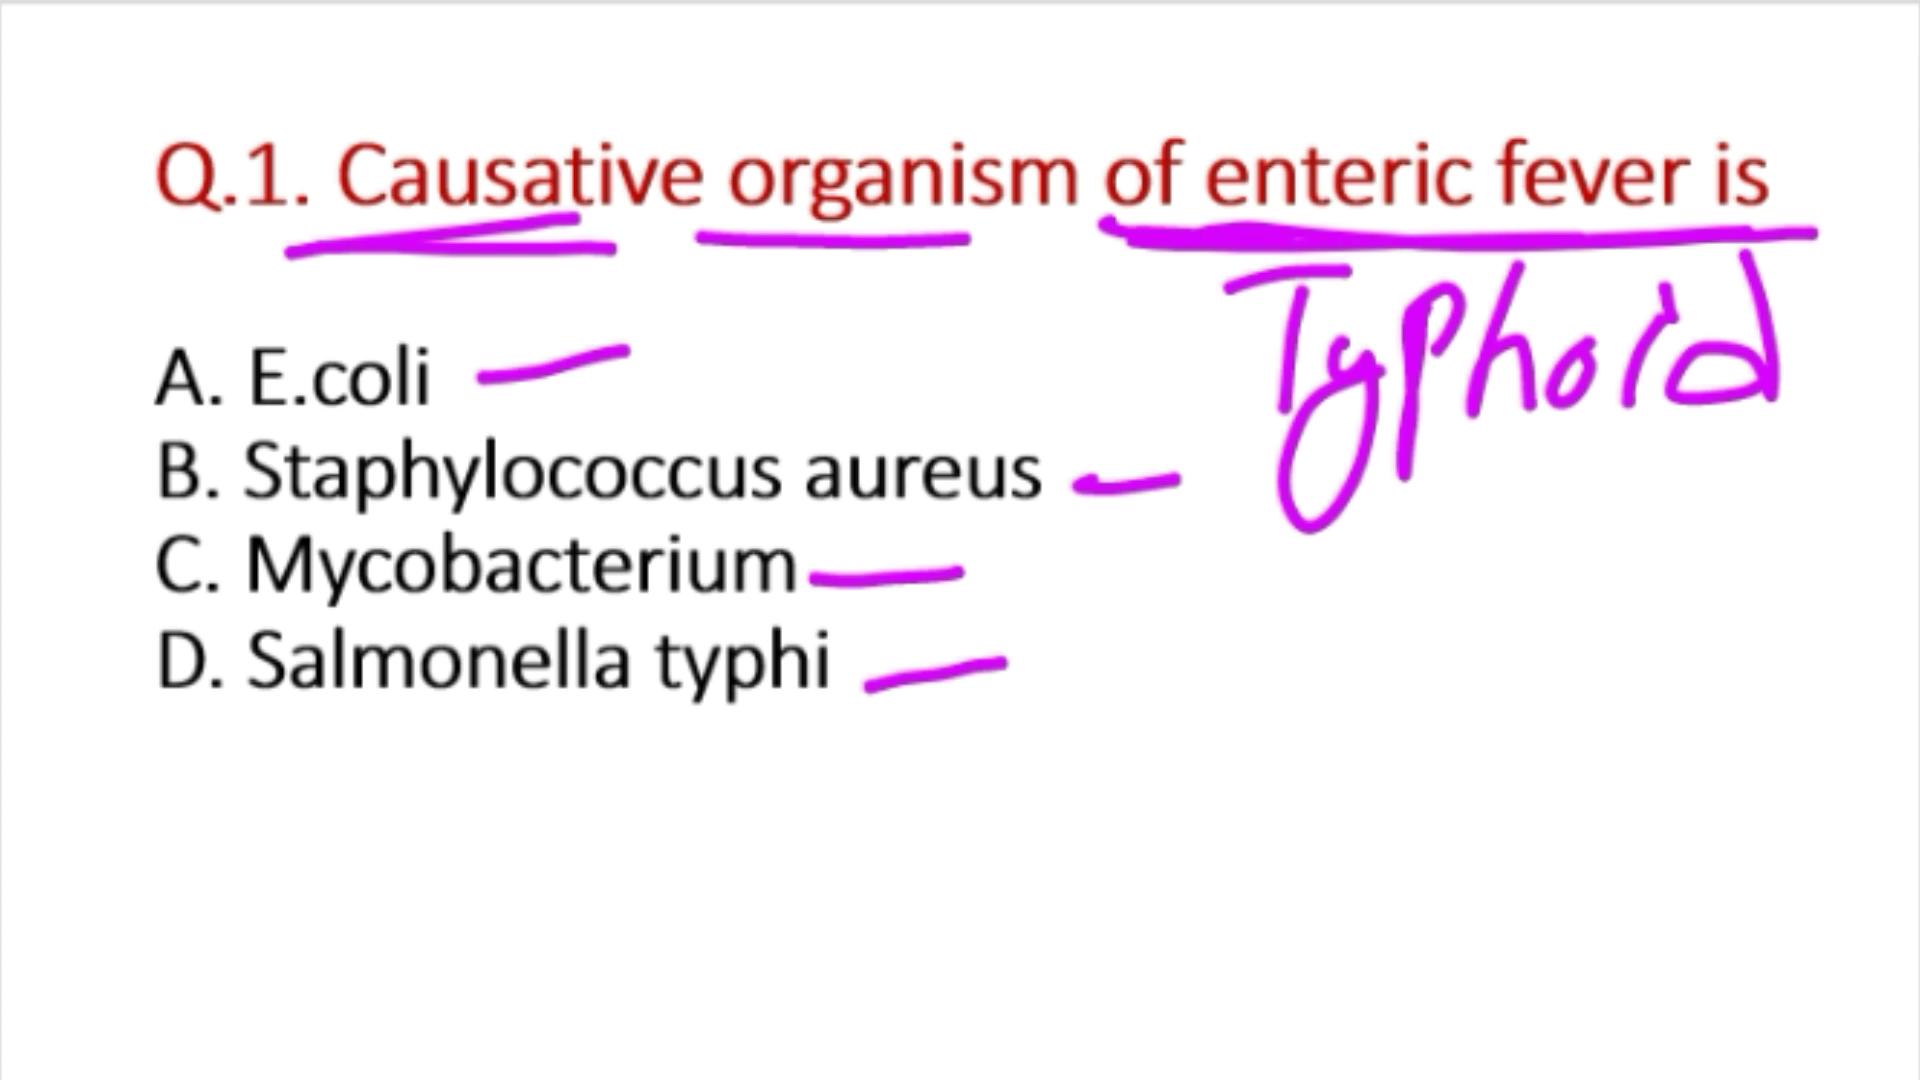 Q.1. Causative organism of enteric fever is
Typhoid
A. E.coli
B. Staphylococcus aureus
C. Mycobacterium
D. Salmonella typhi